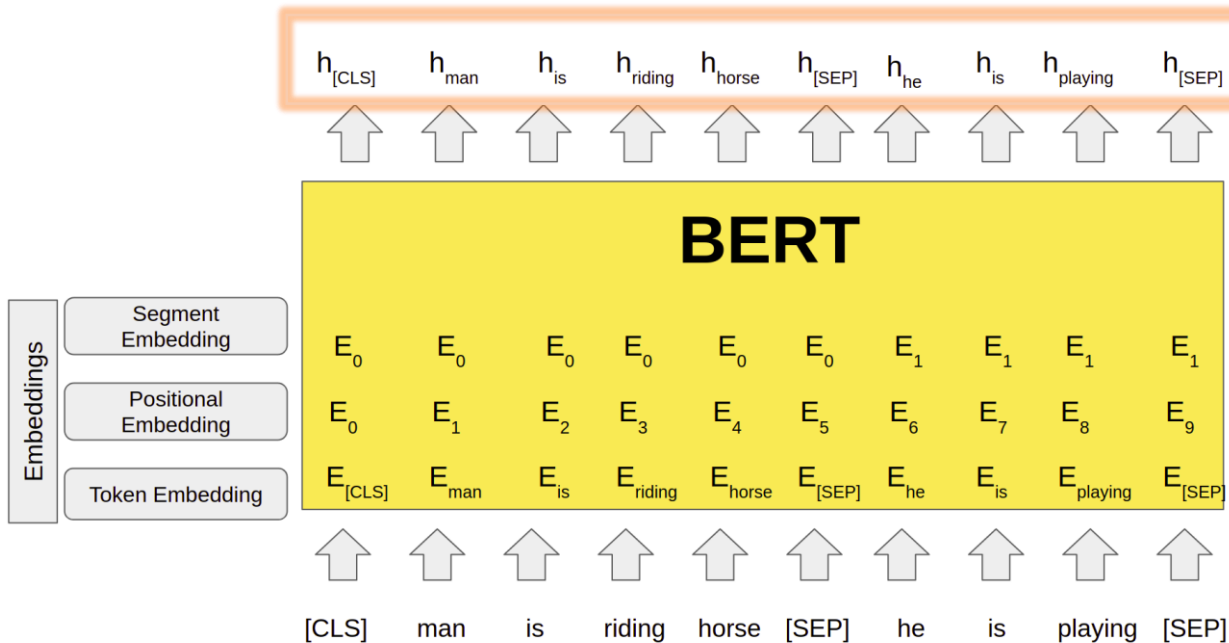 h[CLS] hman his hriding hhorse h[SEP] hhe his hplaying h[SEP]
BERT
Segment
Embedding
E0 E0 E0 E0 E0 E0 E1 E1 E1 E1
Embeddings
Positional
Embedding
E0 E1 E2 E3 E4 E5 E6 E7 E8 E9
Token Embedding
E[CLS] Eman Eis Eriding Ehorse E[SEP] Ehe Eis Eplaying E[SEP]
[CLS] man is riding horse [SEP] he is playing [SEP]